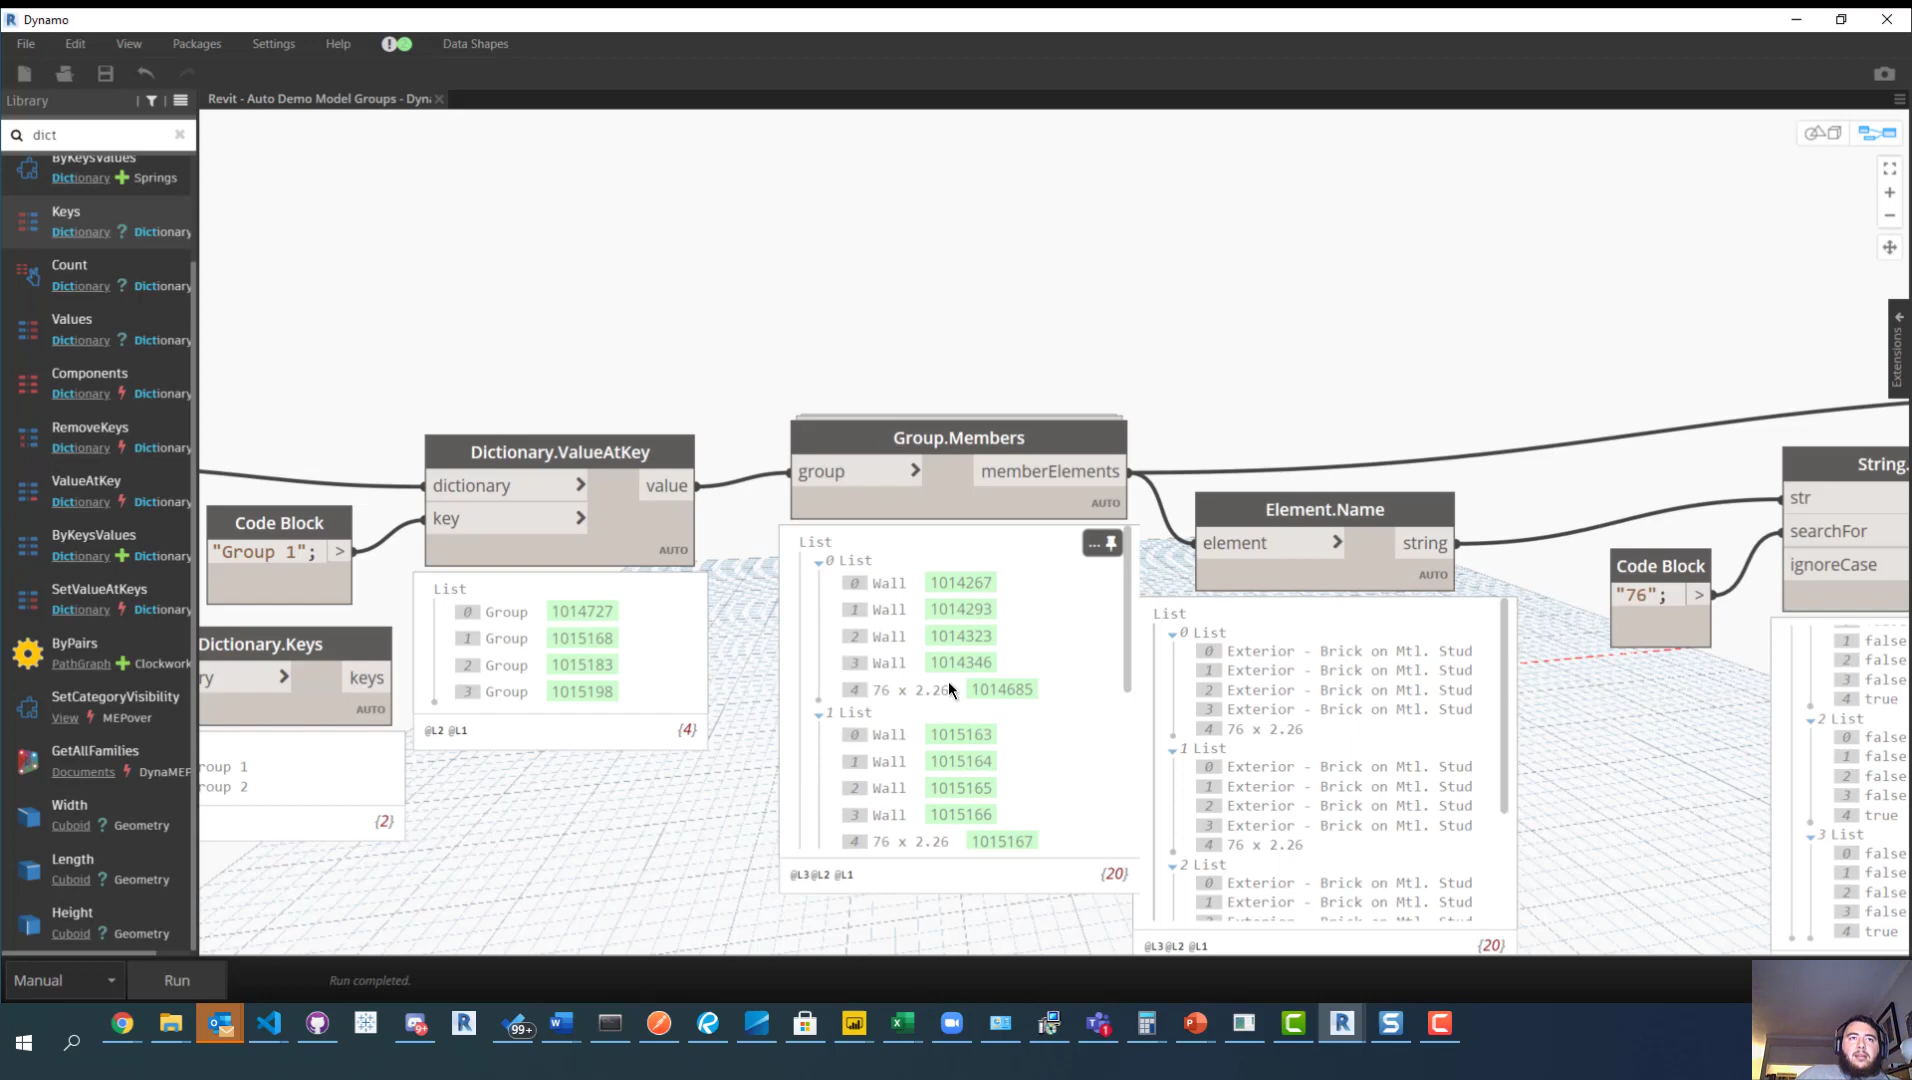 Dynamo
File Edit View Packages Settings Help Data Shapes
Library
Revit - Auto Demo Model Groups - Dyn
dict
ByKeysValues
Dictionary Springs
Keys
Dictionary ? Dictionary
Count
Dictionary ? Dictionary
Values
Dictionary ? Dictionary
Components
Dictionary Dictionary
RemoveKeys
Dictionary Dictionary
ValueAtKey
Dictionary Dictionary
ByKeysValues
Dictionary Dictionary
SetValueAtKeys
Dictionary Dictionary
ByPairs
PathGraph Clockwork
SetCategoryVisibility
View MEPover
GetAllFamilies
Documents DynaMEP
Width
Cuboid ? Geometry
Length
Cuboid ? Geometry
Height
Cuboid ? Geometry
Code Block
"Group 1"; >
Dictionary.Keys
ry > keys
AUTO
roup 1
roup 2
{2}
Dictionary.ValueAtKey
dictionary > value
key >
AUTO
List
0 Group 1014727
1 Group 1015168
2 Group 1015183
3 Group 1015198
@L2 @L1 {4}
Group.Members
group > memberElements
AUTO
List
0 List
0 Wall 1014267
1 Wall 1014293
2 Wall 1014323
3 Wall 1014346
4 76 x 2.26 1014685
1 List
0 Wall 1015163
1 Wall 1015164
2 Wall 1015165
3 Wall 1015166
4 76 x 2.26 1015167
@L3 @L2 @L1 {20}
Element.Name
element > string
AUTO
List
0 List
0 Exterior - Brick on Mtl. Stud
1 Exterior - Brick on Mtl. Stud
2 Exterior - Brick on Mtl. Stud
3 Exterior - Brick on Mtl. Stud
4 76 x 2.26
1 List
0 Exterior - Brick on Mtl. Stud
1 Exterior - Brick on Mtl. Stud
2 Exterior - Brick on Mtl. Stud
3 Exterior - Brick on Mtl. Stud
4 76 x 2.26
2 List
0 Exterior - Brick on Mtl. Stud
1 Exterior - Brick on Mtl. Stud
@L3 @L2 @L1 {20}
Code Block
"76"; >
String.
str
searchFor
ignoreCase
1 false
2 false
3 false
4 true
2 List
0 false
1 false
2 false
3 false
4 true
3 List
0 false
1 false
2 false
3 false
4 true
Extensions
Manual Run Run completed.
99+